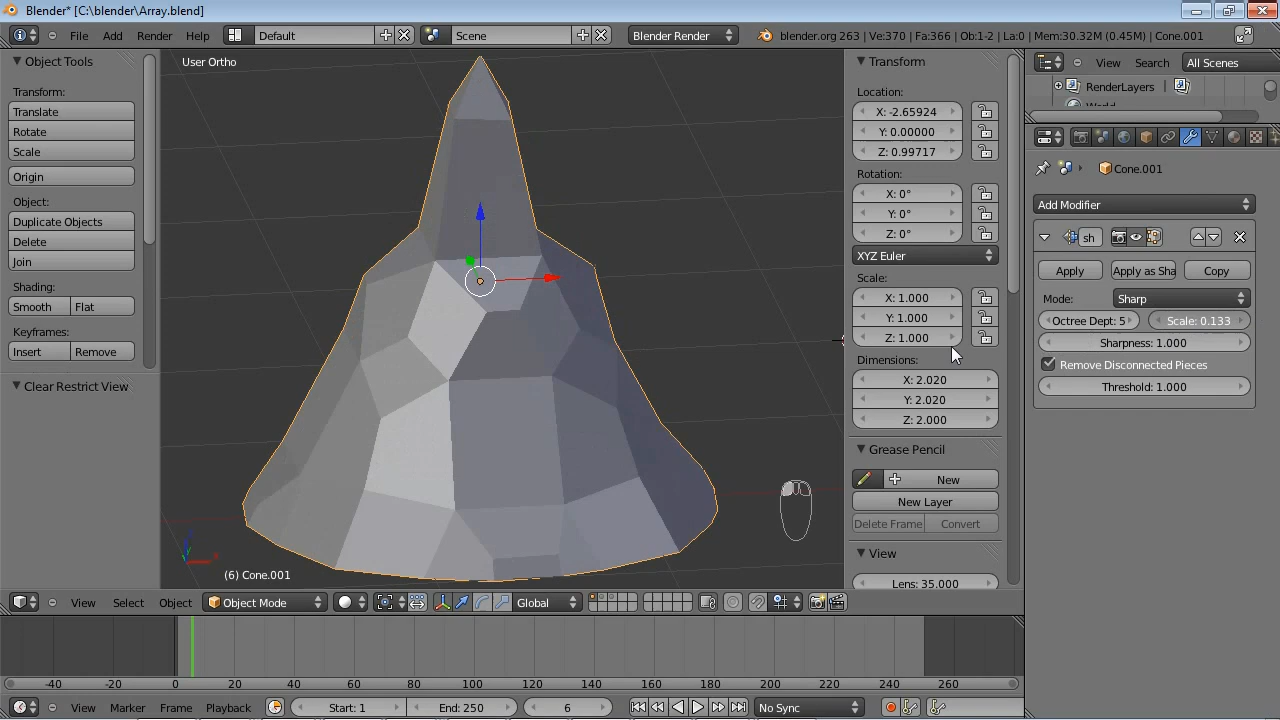 Blender* [C:\blender\Array.blend]
File Add Render Help Default Scene Blender Render blender.org 263 | Ve:370 | Fa:366 | Ob:1-2 | La:0 | Mem:30.32M (0.45M) | Cone.001
Object Tools
Transform:
Translate
Rotate
Scale
Origin
Object:
Duplicate Objects
Delete
Join
Shading:
Smooth Flat
Keyframes:
Insert Remove
Clear Restrict View
User Ortho
(6) Cone.001
Transform
Location:
X: -2.65924
Y: 0.00000
Z: 0.99717
Rotation:
X: 0°
Y: 0°
Z: 0°
XYZ Euler
Scale:
X: 1.000
Y: 1.000
Z: 1.000
Dimensions:
X: 2.020
Y: 2.020
Z: 2.000
Grease Pencil
New
New Layer
Delete Frame Convert
View
Lens: 35.000
View Search All Scenes
RenderLayers
World
Cone.001
Add Modifier
sh
Apply Apply as Sha Copy
Mode: Sharp
Octree Dept: 5 Scale: 0.133
Sharpness: 1.000
Remove Disconnected Pieces
Threshold: 1.000
View Select Object Object Mode Global
-40 -20 0 20 40 60 80 100 120 140 160 180 200 220 240 260
View Marker Frame Playback Start: 1 End: 250 6 No Sync